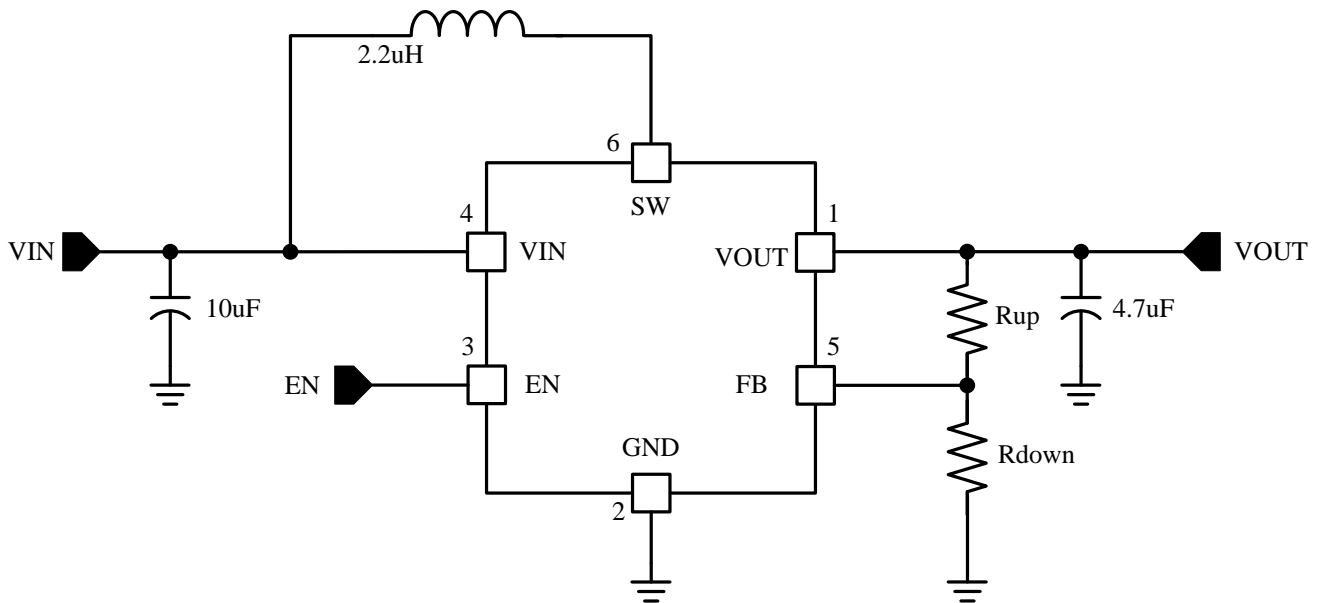 2.2uH
6
SW
4
1
VIN
VIN
VOUT
VOUT
10uF
Rup
4.7uF
3
5
EN
EN
FB
GND
Rdown
2